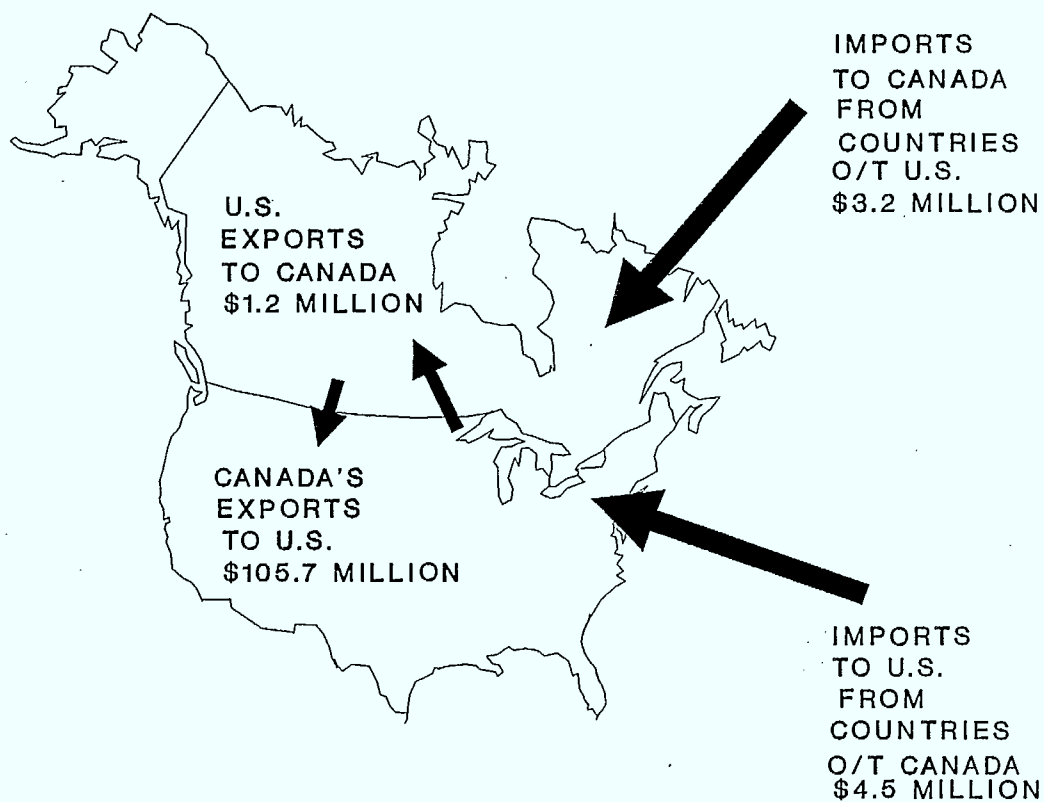 IMPORTS
TO CANADA
FROM
COUNTRIES
O/T U.S.
$3.2 MILLION
U.S.
EXPORTS
TO CANADA
$1.2 MILLION
CANADA'S
EXPORTS
TO U.S.
$105.7 MILLION
IMPORTS
TO U.S.
FROM
COUNTRIES
O/T CANADA
$4.5 MILLION